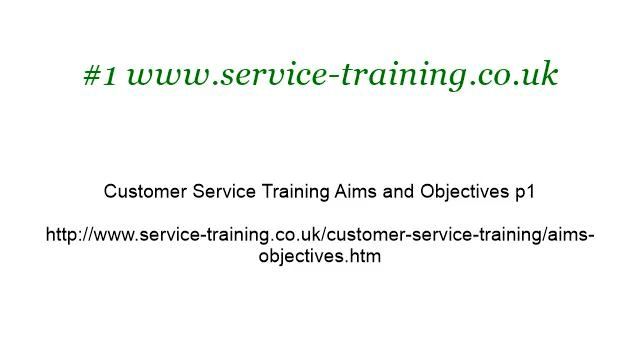 #1 www.service-training.co.uk
Customer Service Training Aims and Objectives p1
http://www.service-training.co.uk/customer-service-training/aims-
objectives.htm